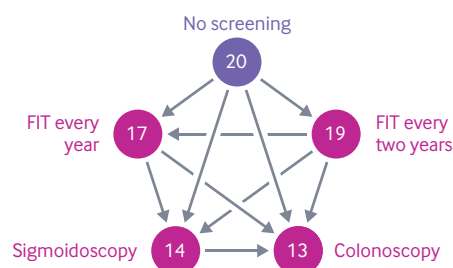 No screening
20
FIT every
year
17
19
FIT every
two years
Sigmoidoscopy
14
13
Colonoscopy